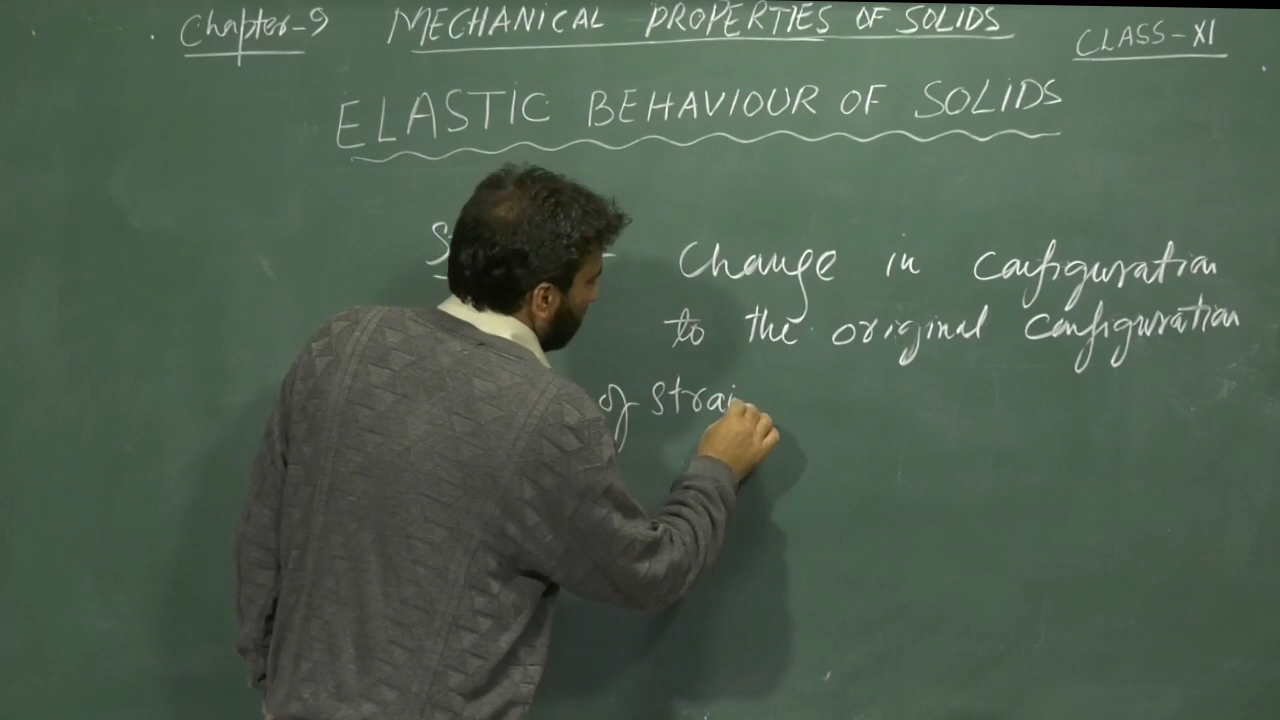 Chapter-9 MECHANICAL PROPERTIES OF SOLIDS CLASS-XI
ELASTIC BEHAVIOUR OF SOLIDS
Change in configuration
to the original configuration
of strai